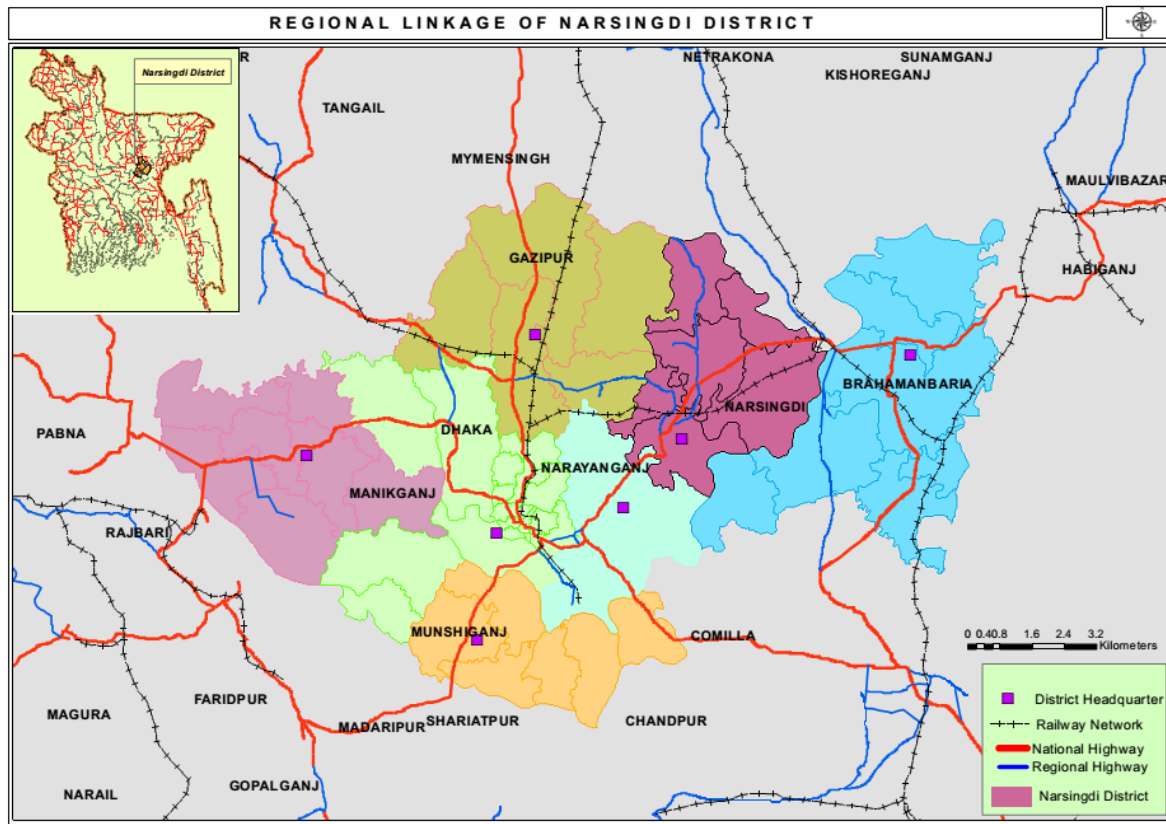 REGIONAL LINKAGE OF NARSINGDI DISTRICT
Narsingdi District
R
NETRAKONA
SUNAMGANJ
KISHOREGANJ
TANGAIL
MYMENSINGH
MAULVIBAZAR
GAZIPUR
HABIGANJ
BRAHAMANBARIA
NARSINGDI
PABNA
DHAKA
NARAYANGANJ
MANIKGANJ
RAJBARI
MUNSHIGANJ
COMILLA
0 0.40.8 1.6 2.4 3.2
Kilometers
FARIDPUR
MAGURA
MADARIPUR
SHARIATPUR
CHANDPUR
GOPALGANJ
NARAIL
District Headquarter
Railway Network
National Highway
Regional Highway
Narsingdi District